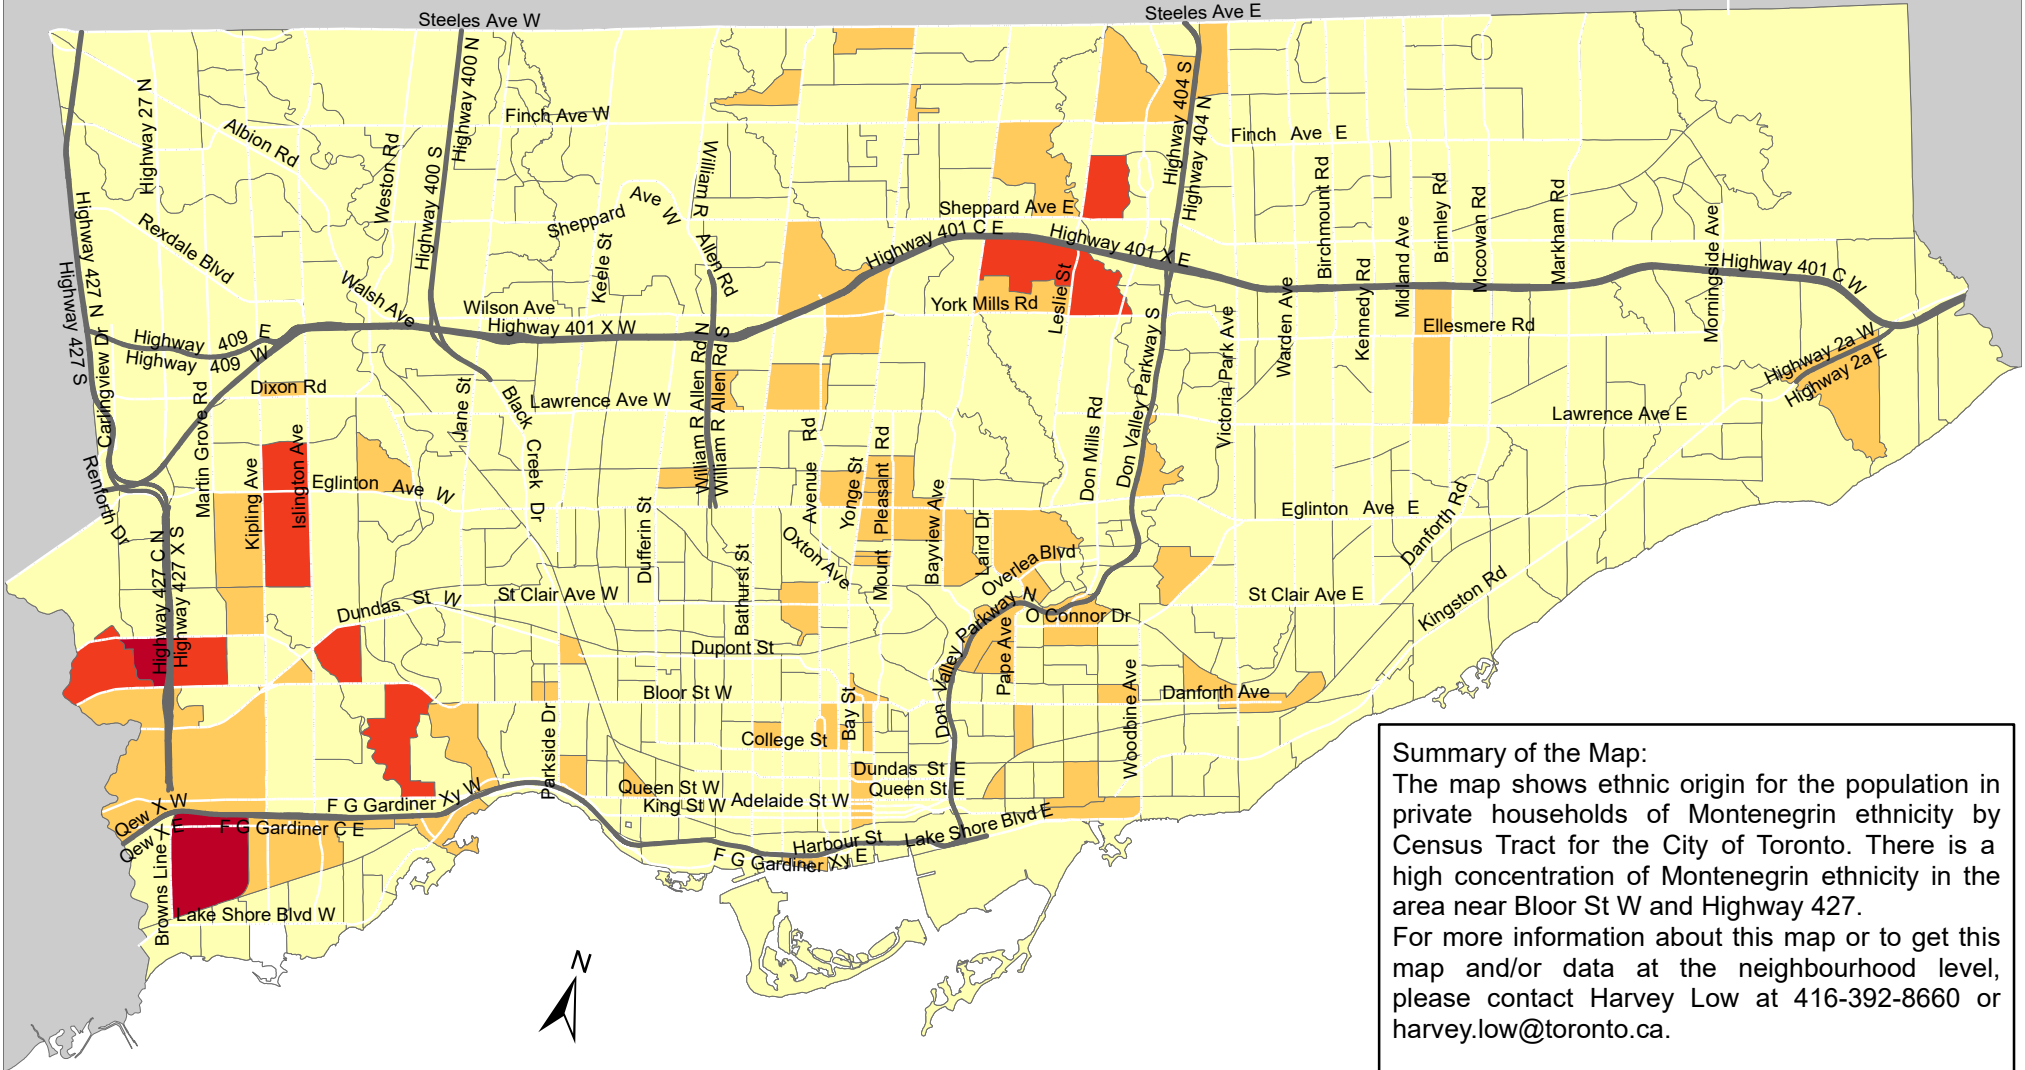 Steeles Ave W
Steeles Ave E
Highway 27 N
Albion Rd
Weston Rd
Highway 400 N
Highway 400 S
Finch Ave W
William R Allen Rd
Highway 404 S
Highway 404 N
Finch Ave E
Sheppard Ave W
Sheppard Ave E
Keele St
Rexdale Blvd
Highway 427 N
Highway 427 S
Highway 427 S
Walsh Ave
Wilson Ave
Highway 401 X W
Highway 401 C E
Highway 401 X E
Highway 401 C W
York Mills Rd
Leslie St
Birchmount Rd
Kennedy Rd
Midland Ave
Brimley Rd
Mccowan Rd
Markham Rd
Morningside Ave
Warden Ave
Victoria Park Ave
Ellesmere Rd
Highway 2a W
Highway 2a E
Highway 409 E
Highway 409 W
Carlingview Dr
Dixon Rd
Martin Grove Rd
Jane St
Black Creek Dr
Lawrence Ave W
William R Allen Rd N
William R Allen Rd S
Lawrence Ave E
Don Mills Rd
Don Valley Parkway S
Renforth Dr
Kipling Ave
Islington Ave
Eglinton Ave W
Avenue Rd
Yonge St
Mount Pleasant Rd
Bayview Ave
Laird Dr
Eglinton Ave E
Danforth Rd
Kingston Rd
Highway 427 C N
Highway 427 X S
Dufferin St
Bathurst St
Oxton Ave
Overlea Blvd
Dundas St W
St Clair Ave W
St Clair Ave E
O Connor Dr
Don Valley Parkway N
Pape Ave
Dupont St
Bloor St W
Danforth Ave
Woodbine Ave
Parkside Dr
Bay St
College St
Dundas St E
Queen St W
Queen St E
King St W
Adelaide St W
Qew X W
Qew X E
F G Gardiner Xy W
F G Gardiner C E
F G Gardiner Xy E
Harbour St
Lake Shore Blvd E
Browns Line
Lake Shore Blvd W
N
Summary of the Map:
The map shows ethnic origin for the population in
private households of Montenegrin ethnicity by
Census Tract for the City of Toronto. There is a
high concentration of Montenegrin ethnicity in the
area near Bloor St W and Highway 427.
For more information about this map or to get this
map and/or data at the neighbourhood level,
please contact Harvey Low at 416-392-8660 or
harvey.low@toronto.ca.